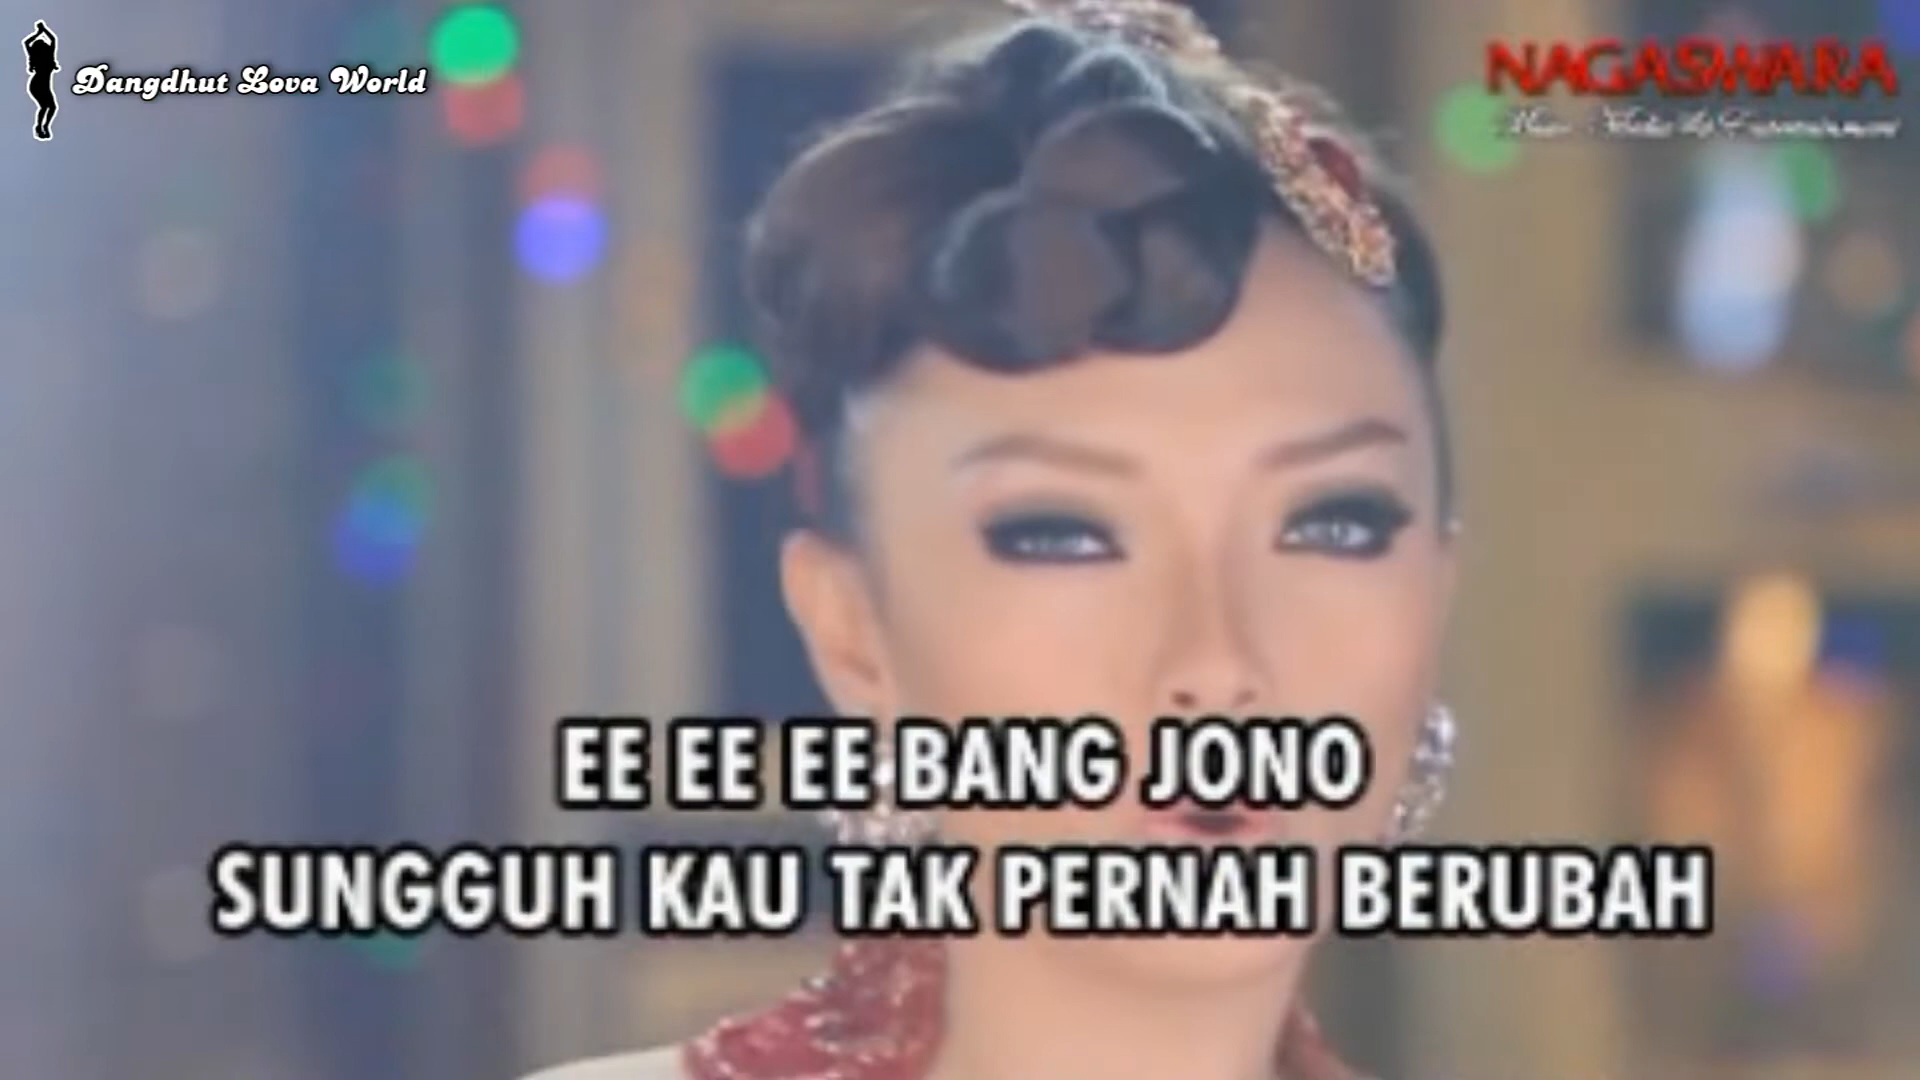 Dangdhut Lova World
NAGASWARA
EE EE EE BANG JONO
SUNGGUH KAU TAK PERNAH BERUBAH